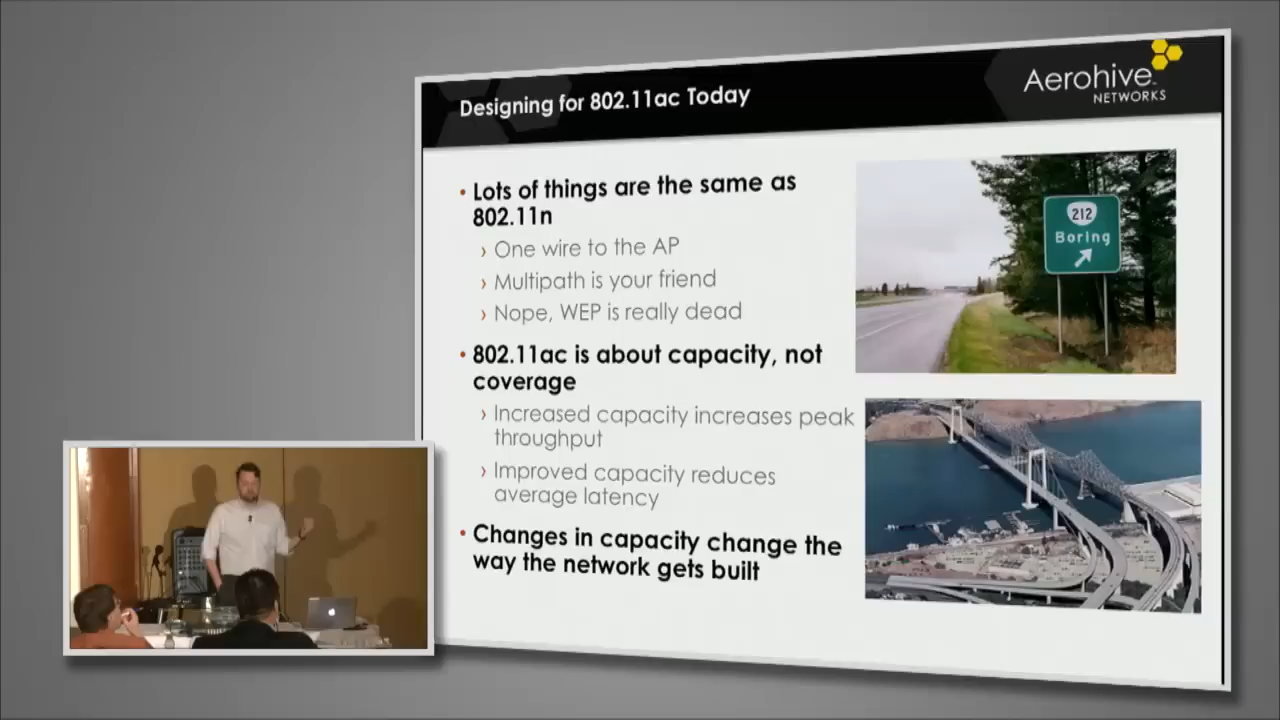 Designing for 802.11ac Today
Aerohive
NETWORKS
• Lots of things are the same as
802.11n
› One wire to the AP
› Multipath is your friend
› Nope, WEP is really dead
• 802.11ac is about capacity, not
coverage
› Increased capacity increases peak
throughput
› Improved capacity reduces
average latency
• Changes in capacity change the
way the network gets built
212
Boring